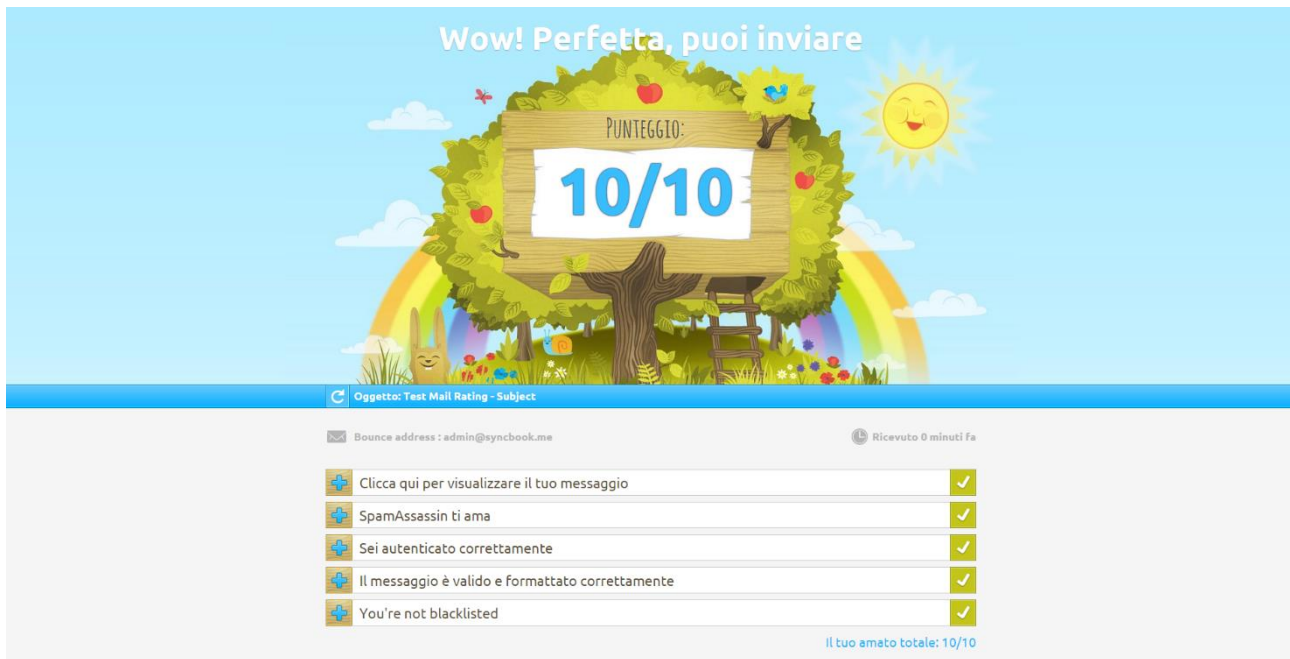 Wow! Perfetta, puoi inviare
Punteggio:
10/10
Oggetto: Test Mail Rating - Subject
Bounce address : admin@syncbook.me
Ricevuto 0 minuti fa
Clicca qui per visualizzare il tuo messaggio
SpamAssassin ti ama
Sei autenticato correttamente
Il messaggio è valido e formattato correttamente
You're not blacklisted
Il tuo amato totale: 10/10